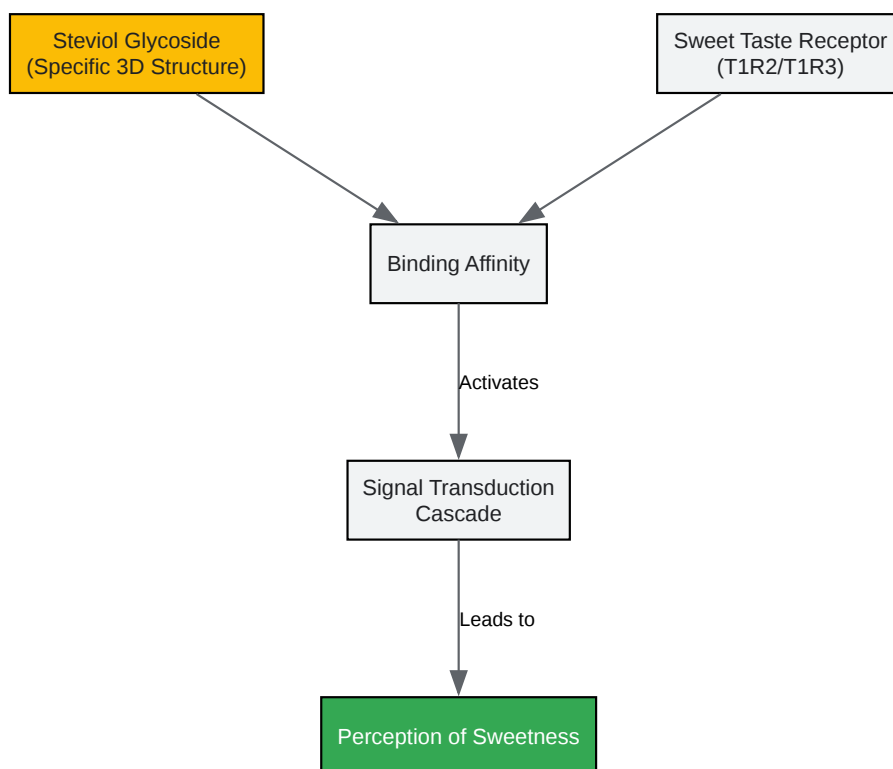 Steviol Glycoside
(Specific 3D Structure)
Sweet Taste Receptor
(T1R2/T1R3)
Binding Affinity
Activates
Signal Transduction
Cascade
Leads to
Perception of Sweetness